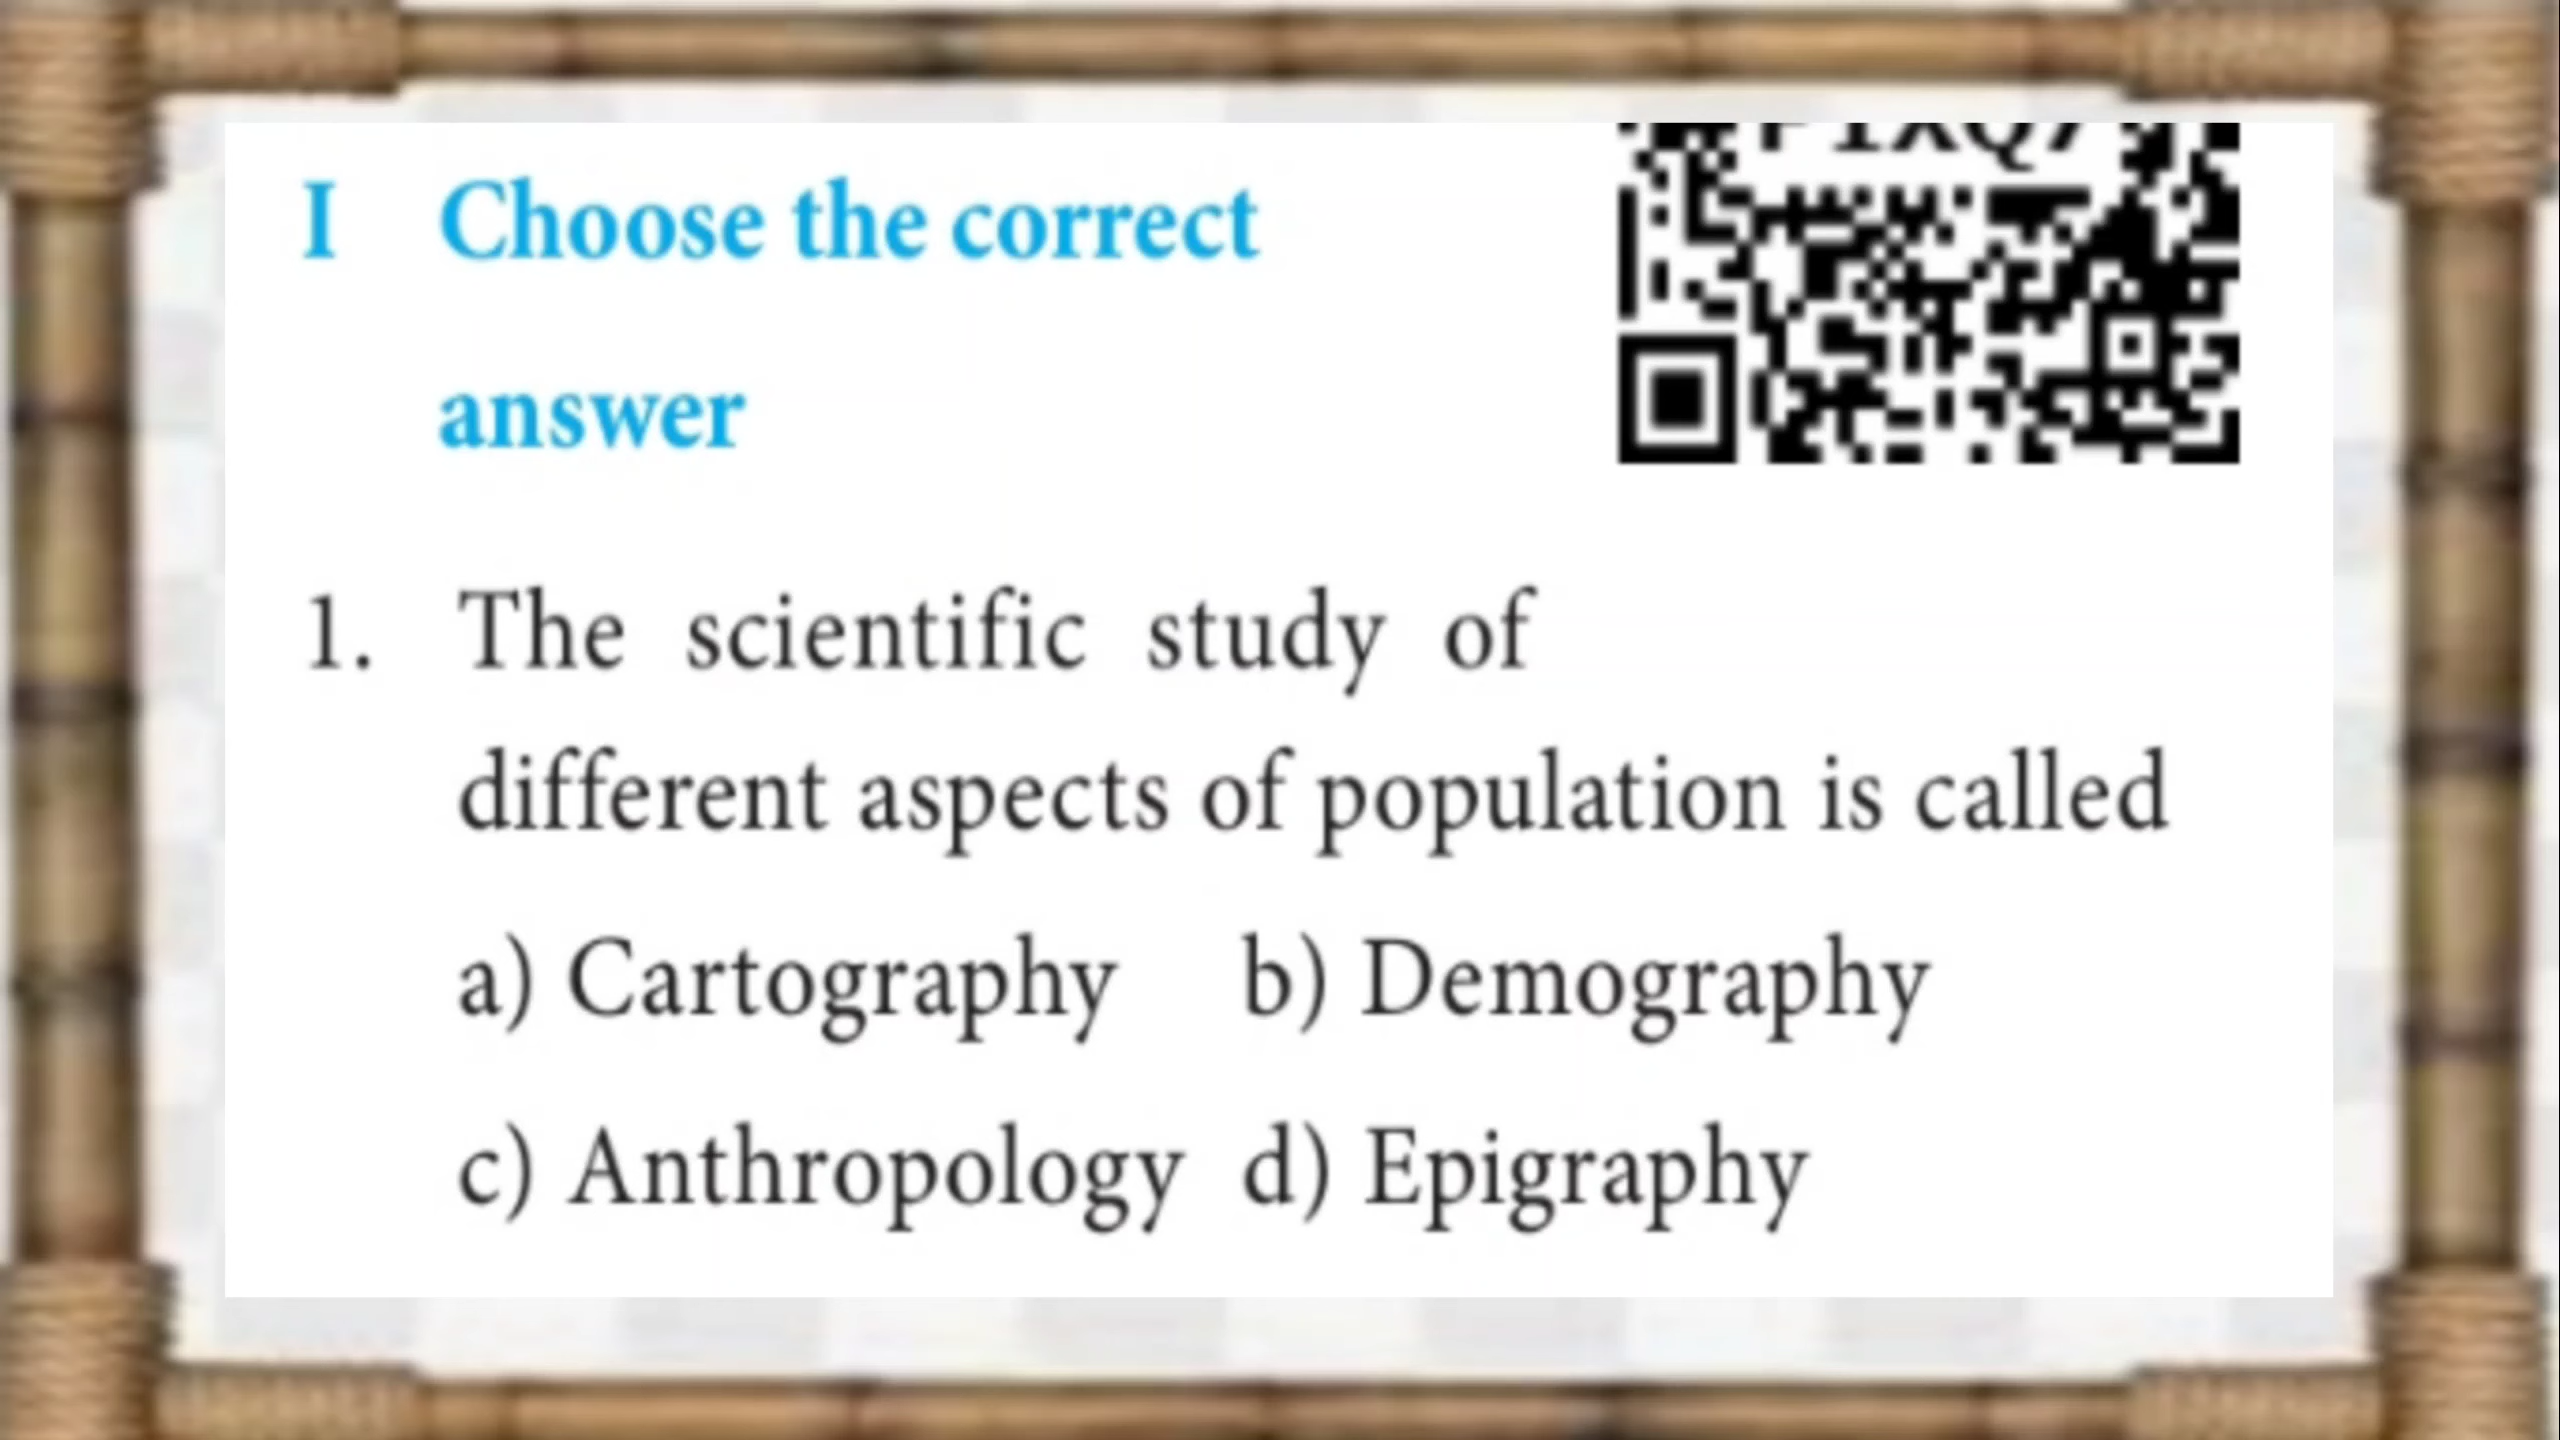 I Choose the correct
answer
1. The scientific study of
different aspects of population is called
a) Cartography b) Demography
c) Anthropology d) Epigraphy